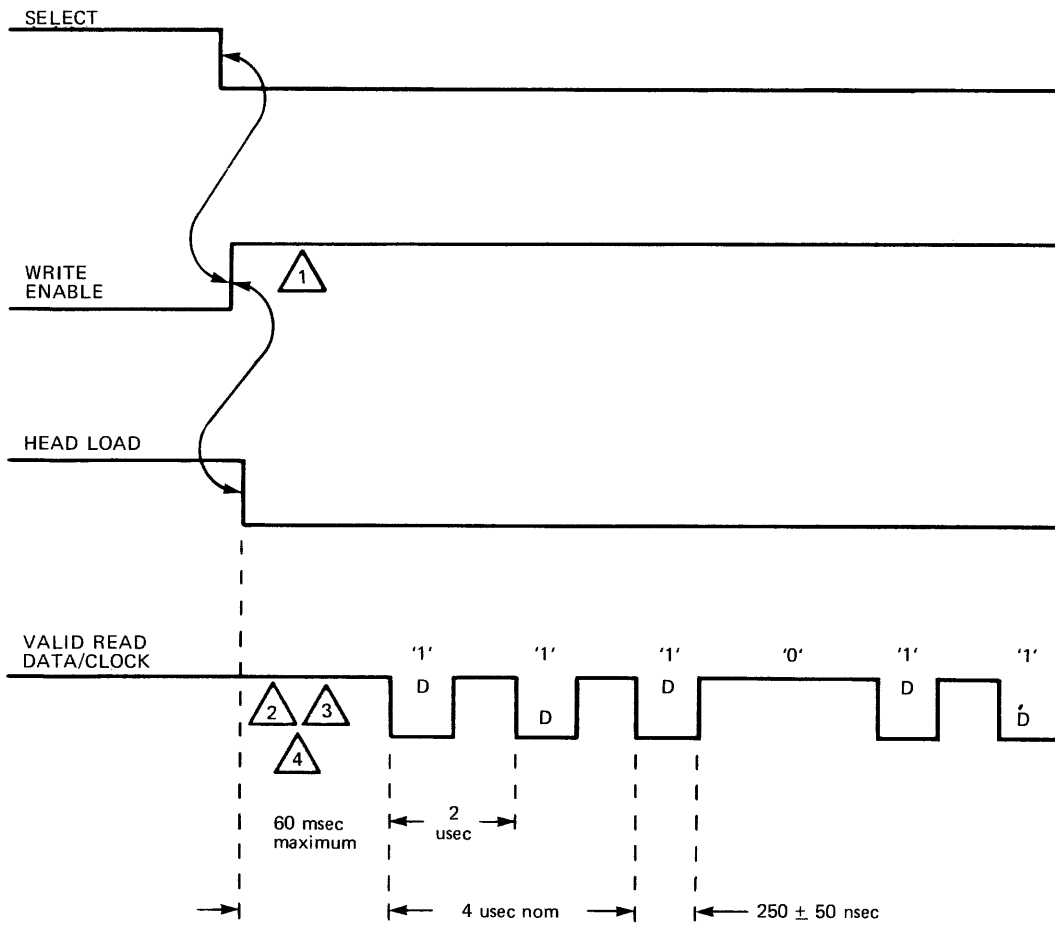 SELECT
WRITE
ENABLE
1
HEAD LOAD
VALID READ
DATA/CLOCK
'1' '1' '1' '0' '1' '1'
D D D D D
2 3
4
60 msec
maximum
2
usec
4 usec nom
250 ± 50 nsec